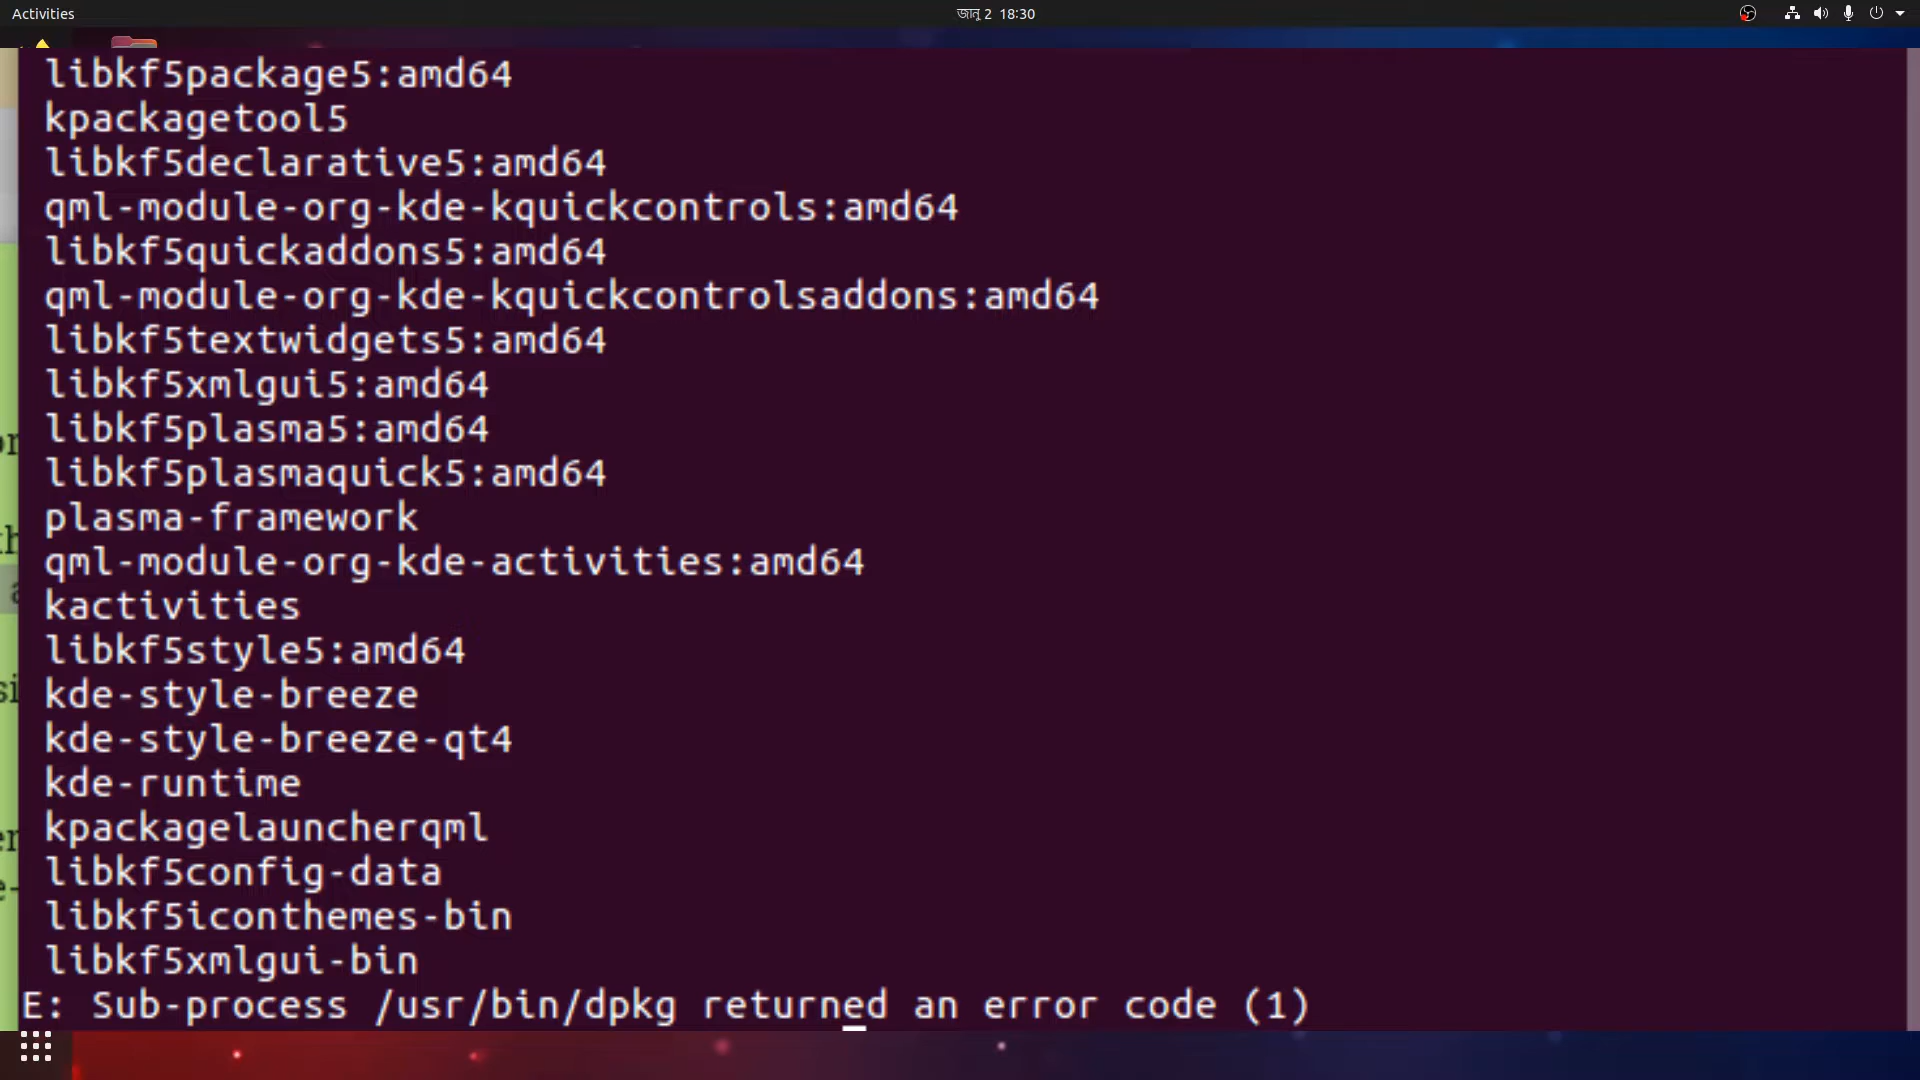 Activities
জানু 2 18:30
libkf5package5:amd64
kpackagetool5
libkf5declarative5:amd64
qml-module-org-kde-kquickcontrols:amd64
libkf5quickaddons5:amd64
qml-module-org-kde-kquickcontrolsaddons:amd64
libkf5textwidgets5:amd64
libkf5xmlgui5:amd64
libkf5plasma5:amd64
libkf5plasmaquick5:amd64
plasma-framework
qml-module-org-kde-activities:amd64
kactivities
libkf5style5:amd64
kde-style-breeze
kde-style-breeze-qt4
kde-runtime
kpackagelauncherqml
libkf5config-data
libkf5iconthemes-bin
libkf5xmlgui-bin
E: Sub-process /usr/bin/dpkg returned an error code (1)